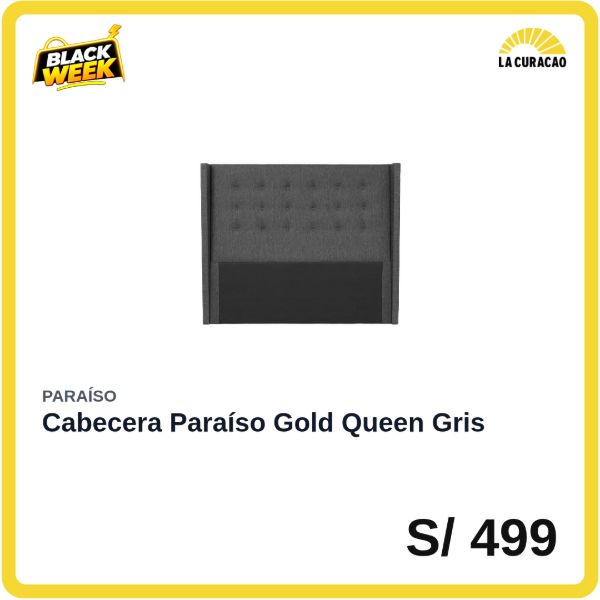 BLACK
WEEK
LA CURACAO
PARAÍSO
Cabecera Paraíso Gold Queen Gris
S/ 499